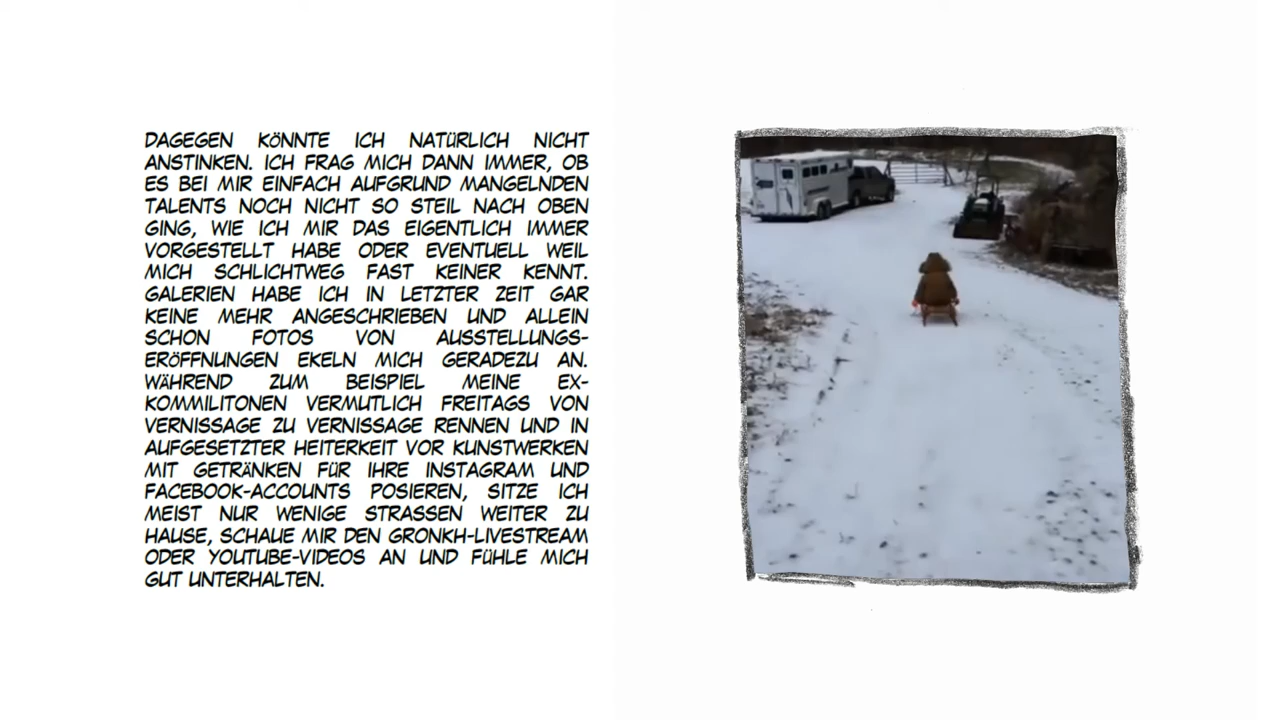 DAGEGEN KÖNNTE ICH NATÜRLICH NICHT
ANSTINKEN. ICH FRAG MICH DANN IMMER, OB
ES BEI MIR EINFACH AUFGRUND MANGELNDEN
TALENTS NOCH NICHT SO STEIL NACH OBEN
GING, WIE ICH MIR DAS EIGENTLICH IMMER
VORGESTELLT HABE ODER EVENTUELL WEIL
MICH SCHLICHTWEG FAST KEINER KENNT.
GALERIEN HABE ICH IN LETZTER ZEIT GAR
KEINE MEHR ANGESCHRIEBEN UND ALLEIN
SCHON FOTOS VON AUSSTELLUNGS-
ERÖFFNUNGEN EKELN MICH GERADEZU AN.
WÄHREND ZUM BEISPIEL MEINE EX-
KOMMILITONEN VERMUTLICH FREITAGS VON
VERNISSAGE ZU VERNISSAGE RENNEN UND IN
AUFGESETZTER HEITERKEIT VOR KUNSTWERKEN
MIT GETRÄNKEN FÜR IHRE INSTAGRAM UND
FACEBOOK-ACCOUNTS POSIEREN, SITZE ICH
MEIST NUR WENIGE STRASSEN WEITER ZU
HAUSE, SCHAUE MIR DEN GRONKH-LIVESTREAM
ODER YOUTUBE-VIDEOS AN UND FÜHLE MICH
GUT UNTERHALTEN.